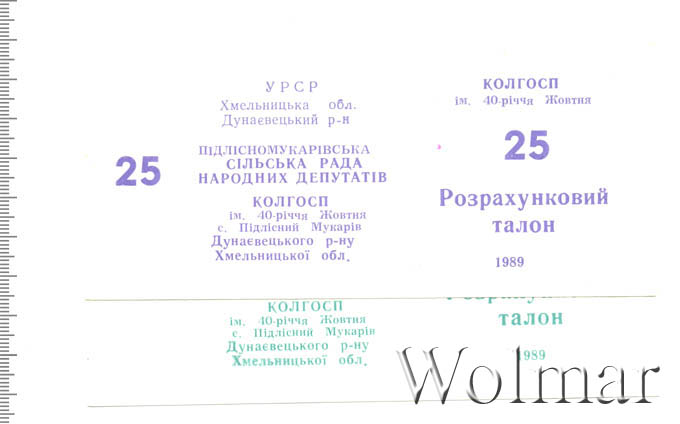 УРСР
Хмельницька обл.
Дунаєвецький р-н
25
ПІДЛІСНОМУКАРІВСЬКА
СІЛЬСЬКА РАДА
НАРОДНИХ ДЕПУТАТІВ
КОЛГОСП
ім. 40-річчя Жовтня
с. Підлісний Мукарів
Дунаєвецького р-ну
Хмельницької обл.
КОЛГОСП
ім. 40-річчя Жовтня
25
Розрахунковий
талон
1989
КОЛГОСП
ім. 40-річчя Жовтня
с. Підлісний Мукарів
Дунаєвецького р-ну
Хмельницької обл.
талон
1989
Wolmar